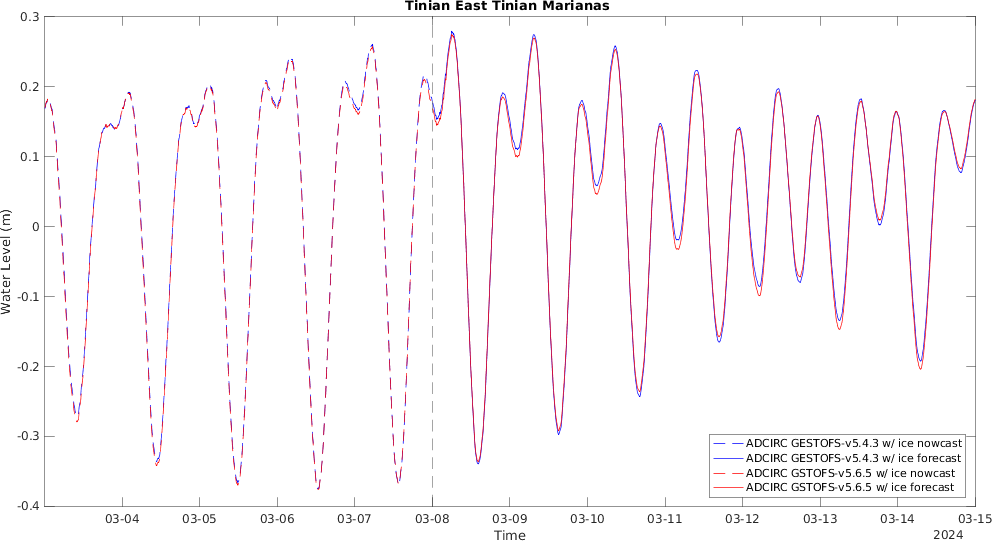 Tinian East Tinian Marianas
0.3
0.2
0.1
0
-0.1
-0.2
-0.3
-0.4
Water Level (m)
ADCIRC GESTOFS-v5.4.3 w/ ice nowcast
ADCIRC GESTOFS-v5.4.3 w/ ice forecast
ADCIRC GSTOFS-v5.6.5 w/ ice nowcast
ADCIRC GSTOFS-v5.6.5 w/ ice forecast
03-04 03-05 03-06 03-07 03-08 03-09 03-10 03-11 03-12 03-13 03-14 03-15
Time
2024